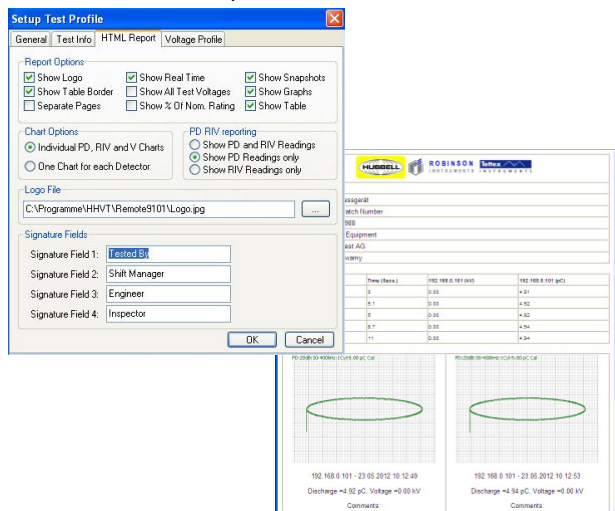 Setup Test Profile
General Test Info HTML Report Voltage Profile
Report Options
Show Logo Show Real Time Show Snapshots
Show Table Border Show All Test Voltages Show Graphs
Separate Pages Show % Of Nom. Rating Show Table
Chart Options
Individual PD, RIV and V Charts
One Chart for each Detector
PD RIV reporting
Show PD and RIV Readings
Show PD Readings only
Show RIV Readings only
Logo File
C:\Programme\HHVT\Remote9101\Logo.jpg ...
Signature Fields
Signature Field 1: Tested By
Signature Field 2: Shift Manager
Signature Field 3: Engineer
Signature Field 4: Inspector
OK Cancel
HUBBELL ROBINSON INSTRUMENTS Tettex INSTRUMENTS
essgerät
atch Number
988
Equipment
est AG
wamy
Time (Secs.) 192.168.0.101 (kV) 192.168.0.101 (pC)
0 0.00 4.91
5.1 0.00 4.92
5 0.00 4.92
8.7 0.00 4.94
11 0.00 4.94
192.168.0.101 - 23.05.2012 10:12:49
Discharge =4.92 pC, Voltage =0.00 kV
Comments:
192.168.0.101 - 23.05.2012 10:12:53
Discharge =4.94 pC, Voltage =0.00 kV
Comments: